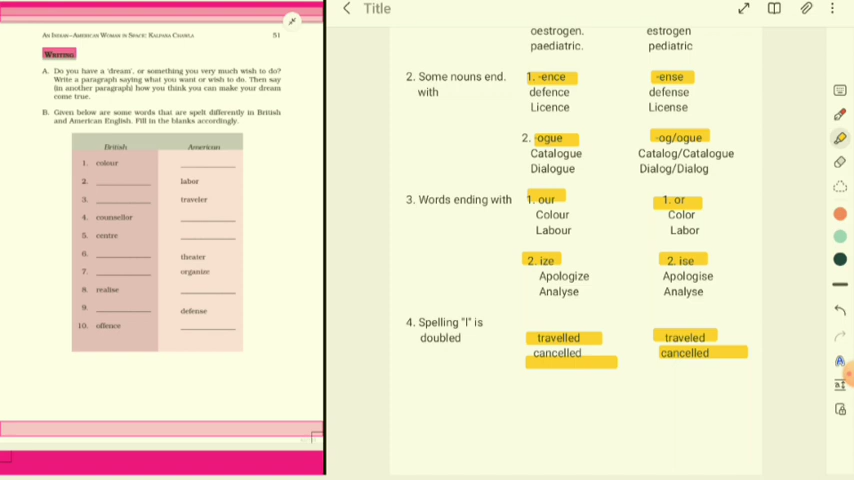 AN INDIAN-AMERICAN WOMAN IN SPACE: KALPANA CHAWLA 51
WRITING
A. Do you have a 'dream', or something you very much wish to do?
Write a paragraph saying what you want or wish to do. Then say
(in another paragraph) how you think you can make your dream
come true.
B. Given below are some words that are spelt differently in British
and American English. Fill in the blanks accordingly.
British American
1. colour
2. labor
3. traveler
4. counsellor
5. centre
6. theater
7. organize
8. realise
9. defense
10. offence
Title
oestrogen. estrogen
paediatric. pediatric
2. Some nouns end. 1. -ence -ense
with defence defense
Licence License
2. -ogue -og/ogue
Catalogue Catalog/Catalogue
Dialogue Dialog/Dialog
3. Words ending with 1. our 1. or
Colour Color
Labour Labor
2. ize 2. ise
Apologize Apologise
Analyse Analyse
4. Spelling "l" is travelled traveled
doubled cancelled cancelled